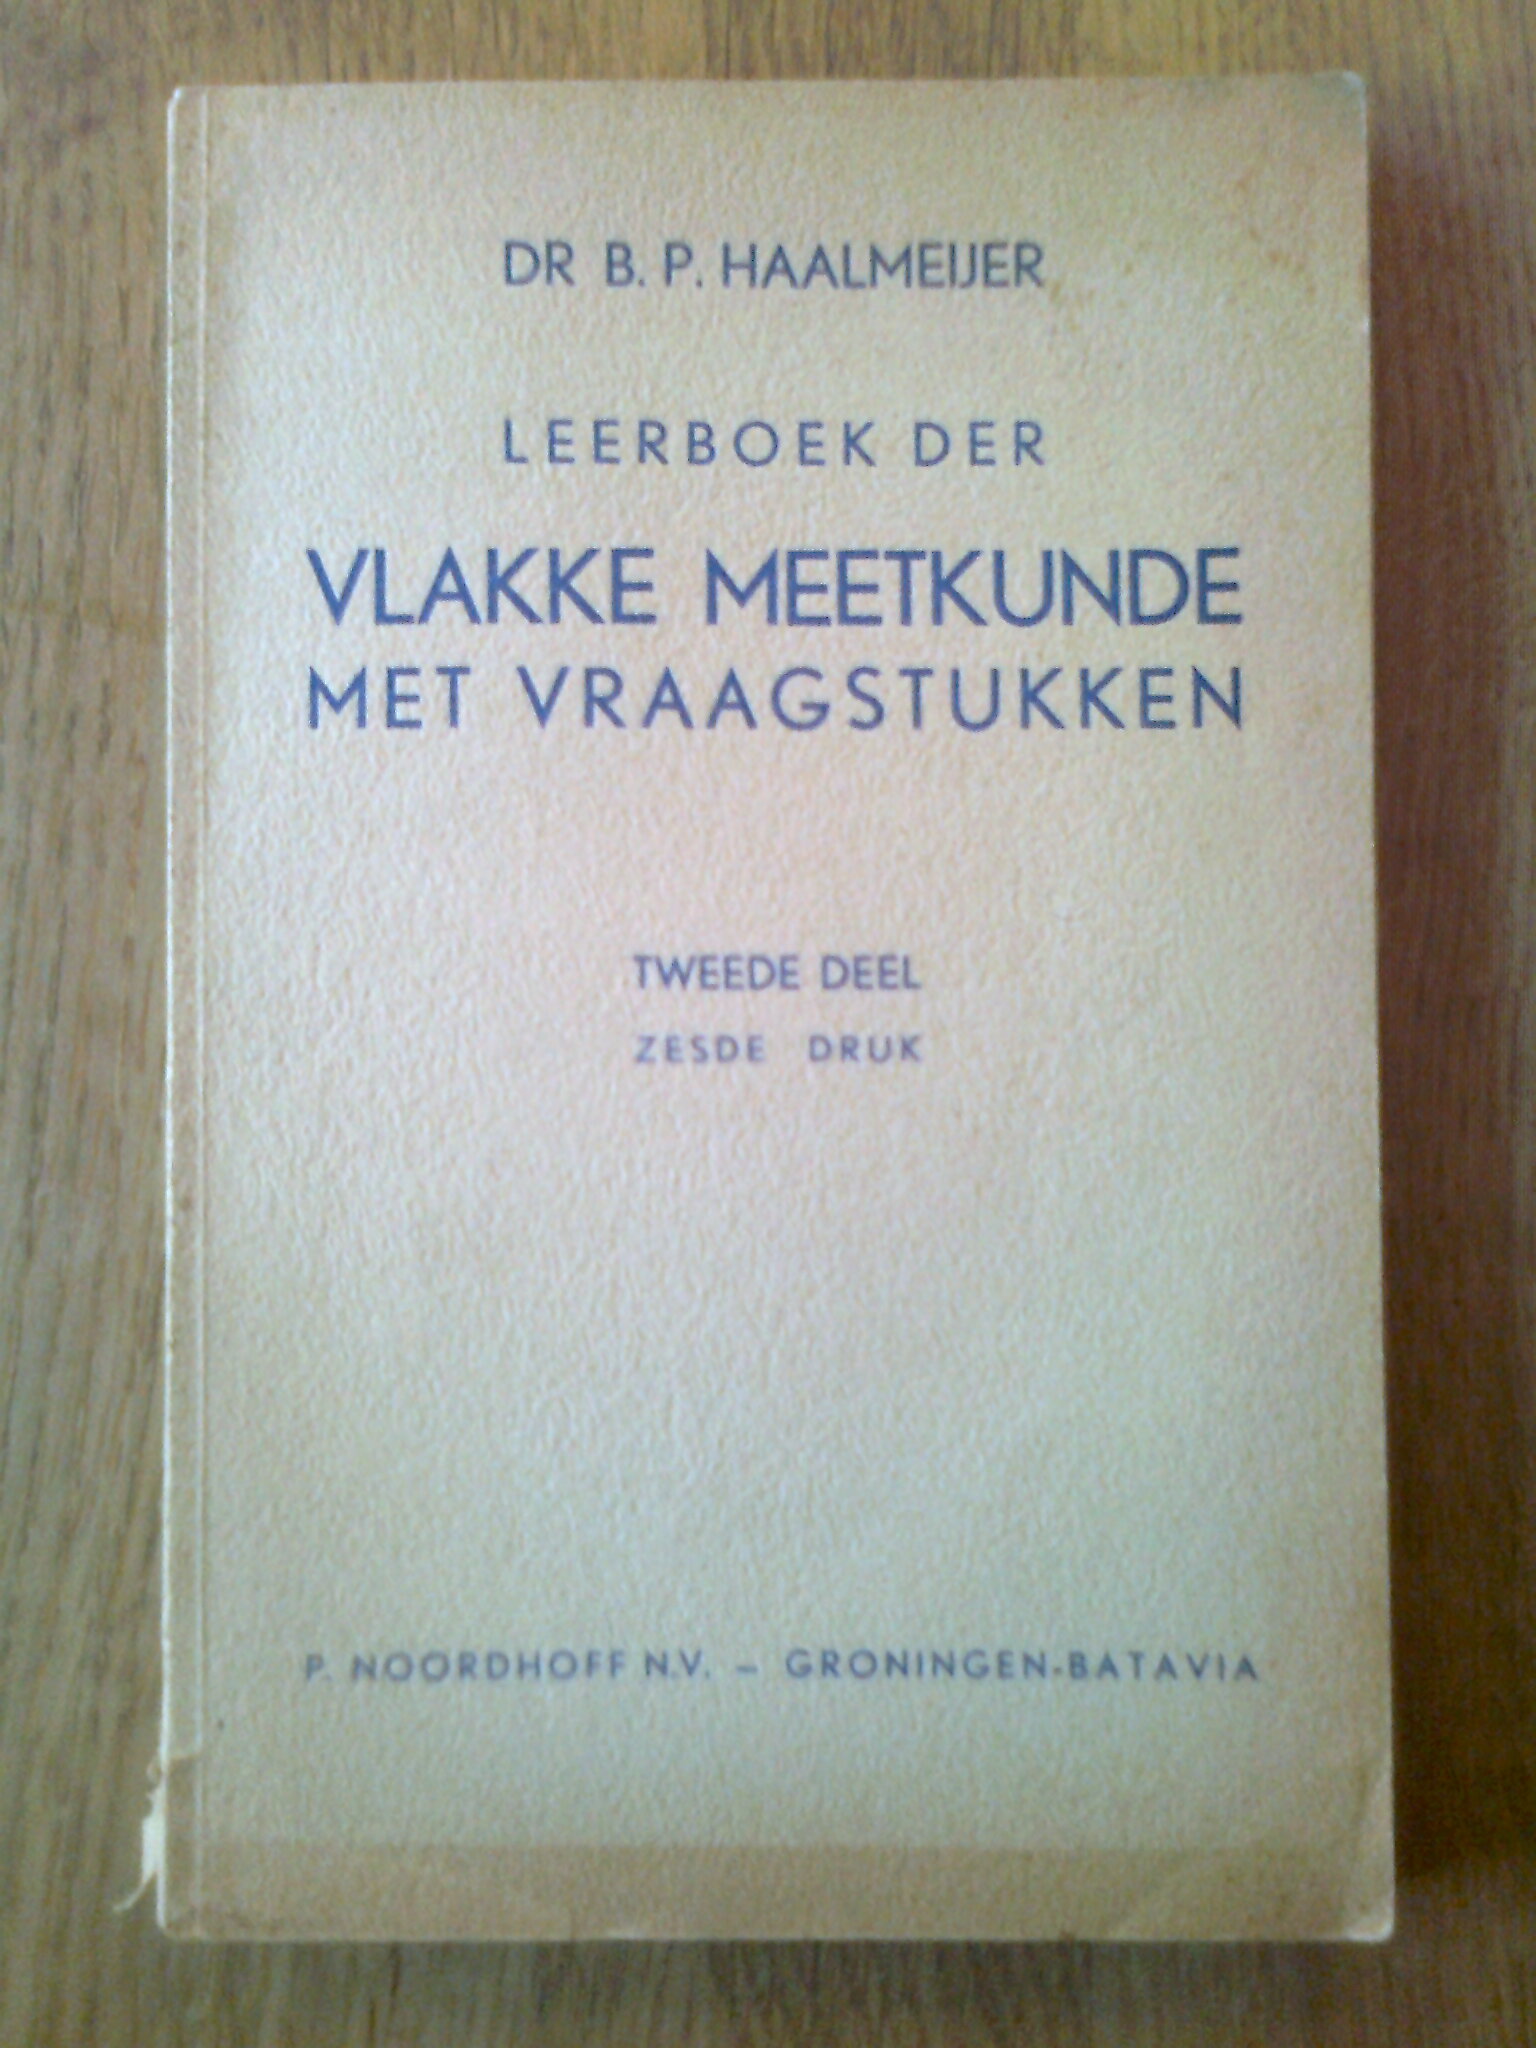 DR B. P. HAALMEIJER
LEERBOEK DER
VLAKKE MEETKUNDE
MET VRAAGSTUKKEN
TWEEDE DEEL
ZESDE DRUK
P. NOORDHOFF N.V. – GRONINGEN-BATAVIA